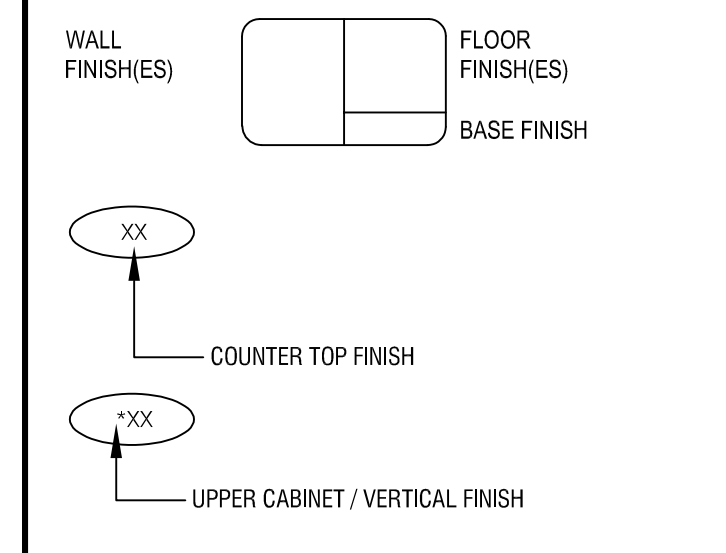 WALL
FINISH(ES)
FLOOR
FINISH(ES)
BASE FINISH
XX
COUNTER TOP FINISH
*XX
UPPER CABINET / VERTICAL FINISH